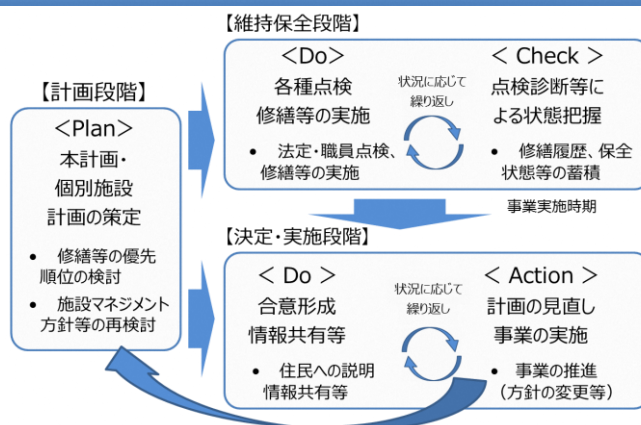 【計画段階】
<Plan>
本計画・
個別施設
計画の策定
• 修繕等の優先
順位の検討
• 施設マネジメント
方針等の再検討
【維持保全段階】
<Do>
各種点検
修繕等の実施
• 法定・職員点検、
修繕等の実施
状況に応じて
繰り返し
< Check >
点検診断等に
よる状態把握
• 修繕履歴、保全
状態等の蓄積
事業実施時期
【決定・実施段階】
< Do >
合意形成
情報共有等
• 住民への説明
情報共有等
状況に応じて
繰り返し
< Action >
計画の見直し
事業の実施
• 事業の推進
（方針の変更等）